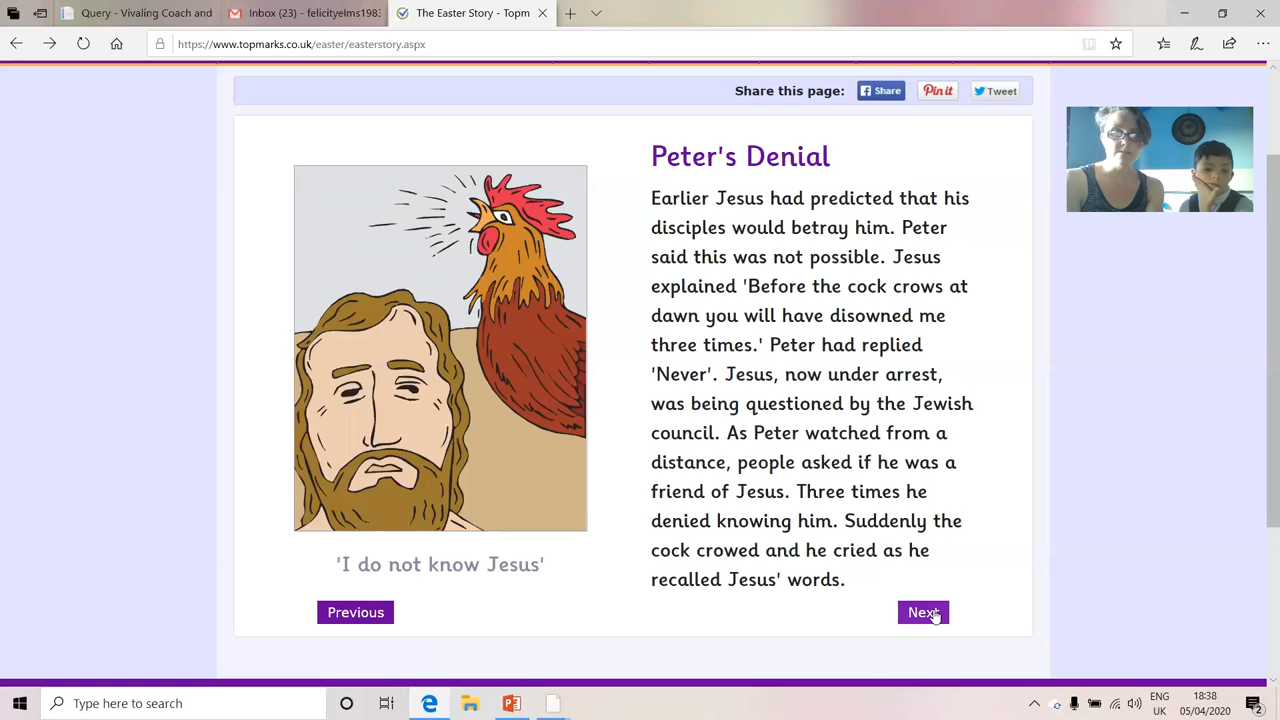 Query - Vivaling Coach and
Inbox (23) - felicityelms198
The Easter Story - Topm
https://www.topmarks.co.uk/easter/easterstory.aspx
Share this page:
Share
Pin it
Tweet
Peter's Denial
Earlier Jesus had predicted that his
disciples would betray him. Peter
said this was not possible. Jesus
explained 'Before the cock crows at
dawn you will have disowned me
three times.' Peter had replied
'Never'. Jesus, now under arrest,
was being questioned by the Jewish
council. As Peter watched from a
distance, people asked if he was a
friend of Jesus. Three times he
denied knowing him. Suddenly the
cock crowed and he cried as he
recalled Jesus' words.
'I do not know Jesus'
Previous
Next
Type here to search
ENG
UK
18:38
05/04/2020
2